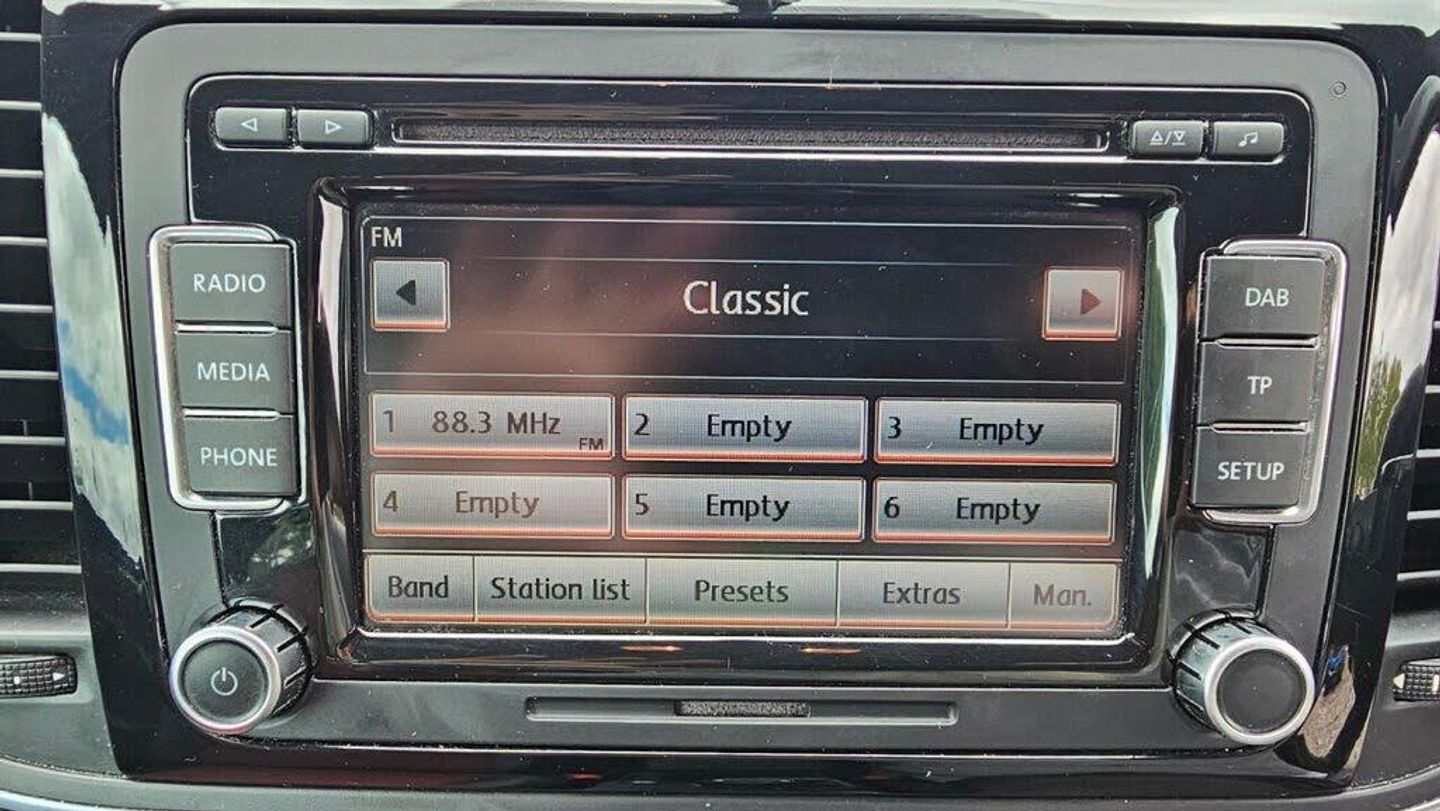 FM
Classic
RADIO
MEDIA
PHONE
1 88.3 MHz FM
2 Empty
3 Empty
4 Empty
5 Empty
6 Empty
Band
Station list
Presets
Extras
Man.
DAB
TP
SETUP